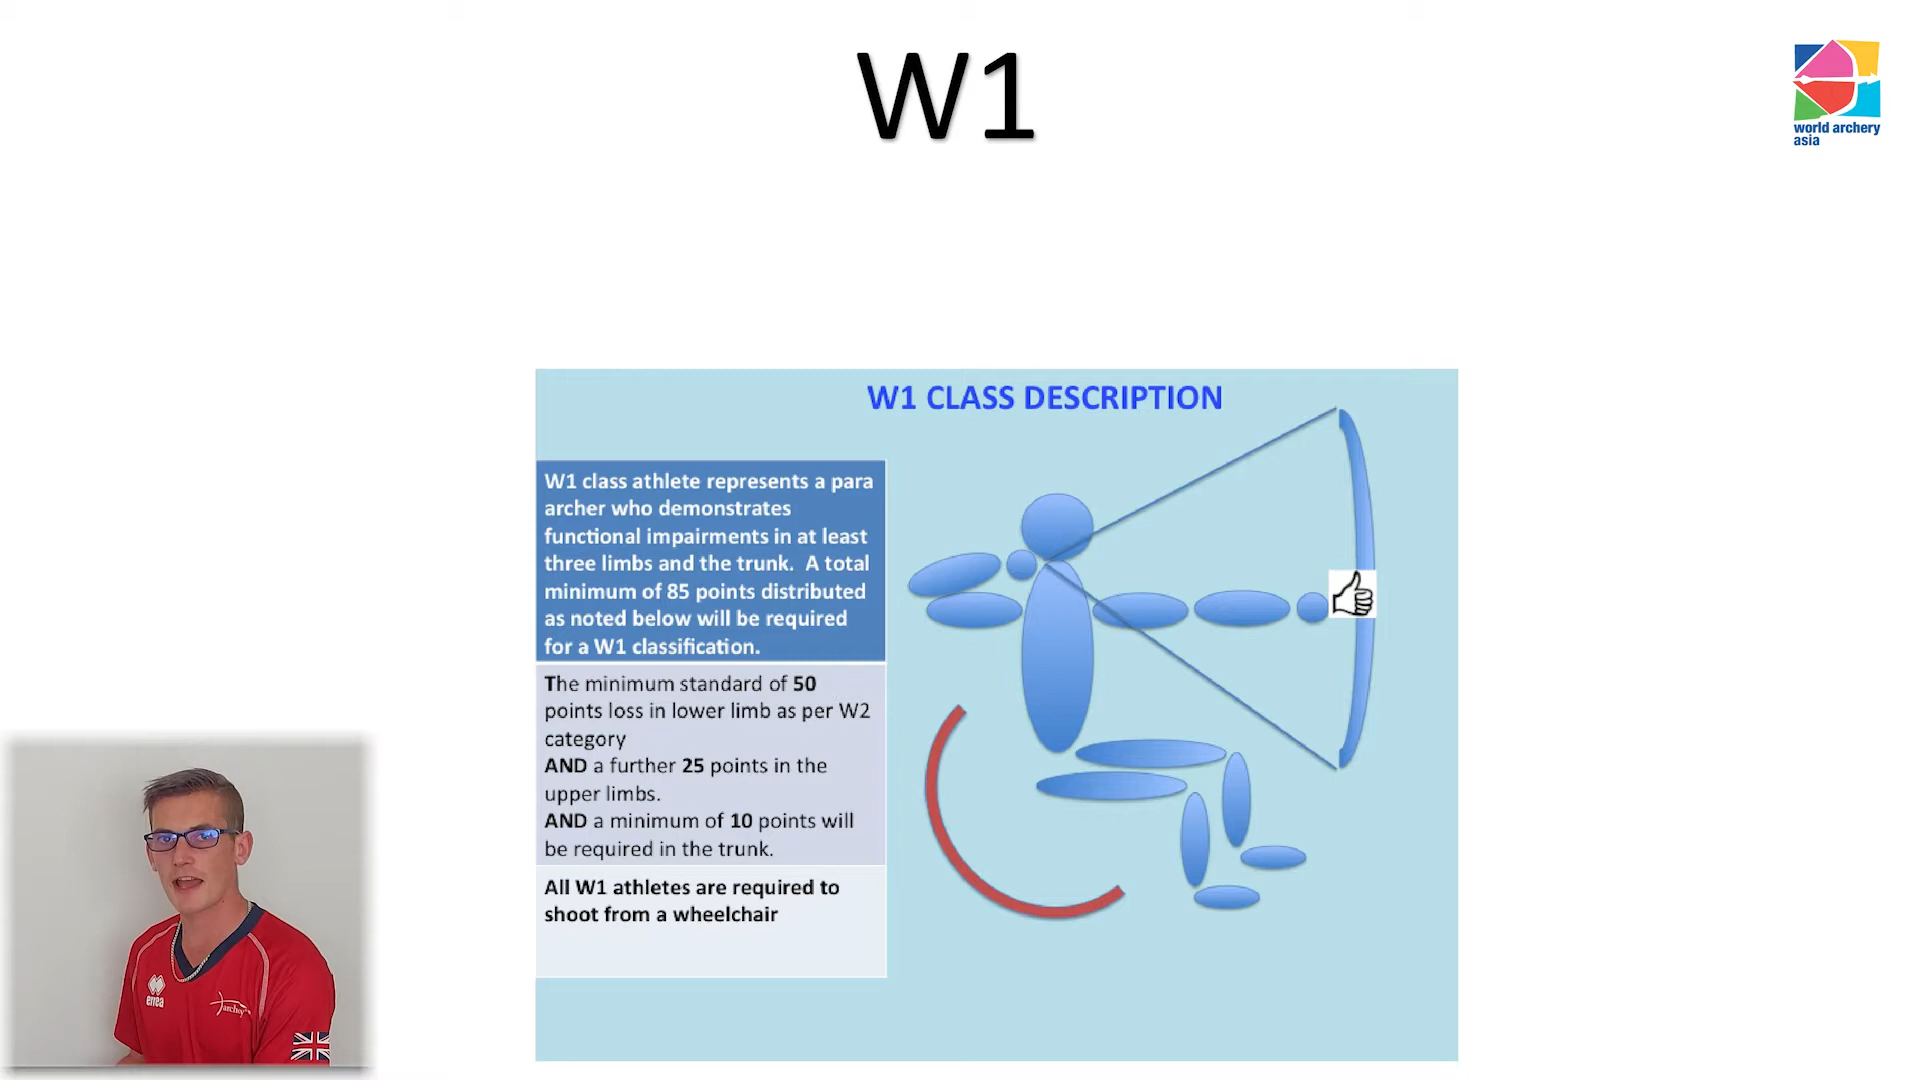 W1
world archery
asia
W1 CLASS DESCRIPTION
W1 class athlete represents a para
archer who demonstrates
functional impairments in at least
three limbs and the trunk. A total
minimum of 85 points distributed
as noted below will be required
for a W1 classification.
The minimum standard of 50
points loss in lower limb as per W2
category
AND a further 25 points in the
upper limbs.
AND a minimum of 10 points will
be required in the trunk.
All W1 athletes are required to
shoot from a wheelchair
errea
archery